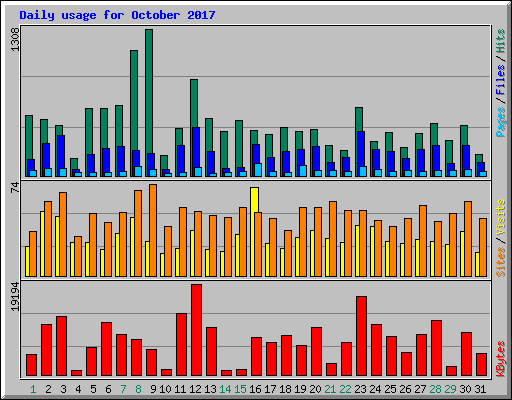 Daily usage for October 2017
1308
Pages / Files / Hits
74
Sites / Visits
19194
KBytes
1 2 3 4 5 6 7 8 9 10 11 12 13 14 15 16 17 18 19 20 21 22 23 24 25 26 27 28 29 30 31